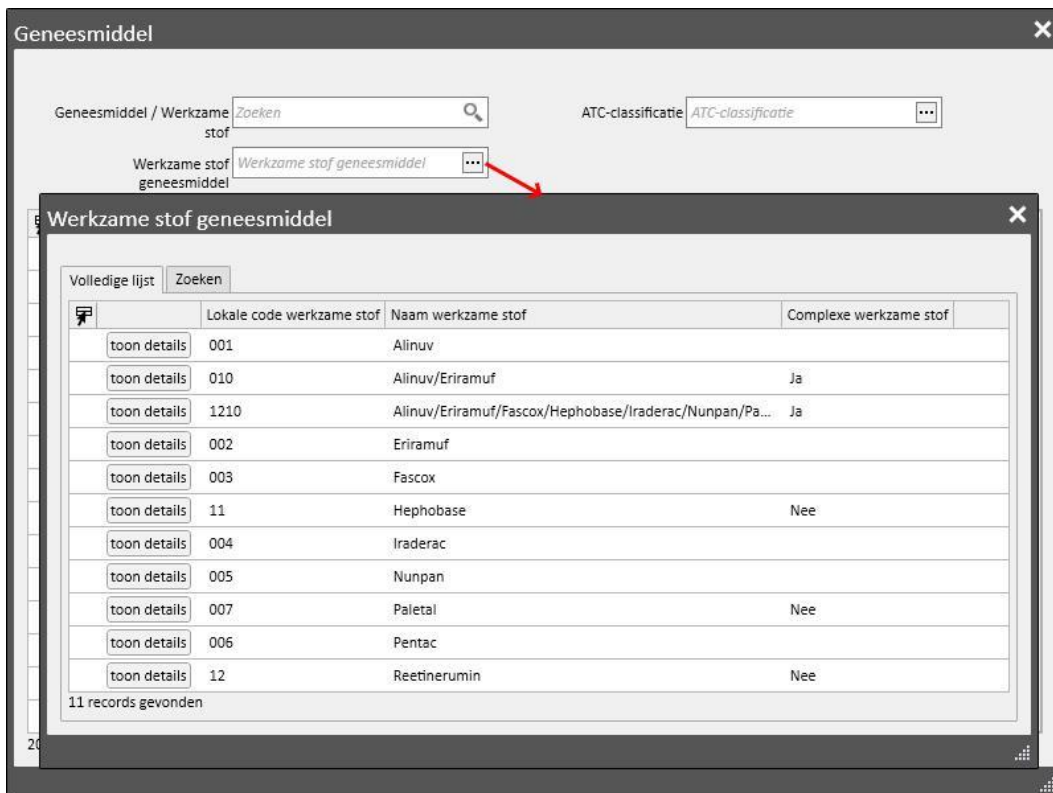 Geneesmiddel
Geneesmiddel / Werkzame stof Zoeken
ATC-classificatie ATC-classificatie
Werkzame stof geneesmiddel Werkzame stof geneesmiddel
Werkzame stof geneesmiddel
Volledige lijst Zoeken
Lokale code werkzame stof Naam werkzame stof Complexe werkzame stof
toon details 001 Alinuv
toon details 010 Alinuv/Eriramuf Ja
toon details 1210 Alinuv/Eriramuf/Fascox/Hephobase/Iraderac/Nunpan/Pa... Ja
toon details 002 Eriramuf
toon details 003 Fascox
toon details 11 Hephobase Nee
toon details 004 Iraderac
toon details 005 Nunpan
toon details 007 Paletal Nee
toon details 006 Pentac
toon details 12 Reetinerumin Nee
11 records gevonden
20